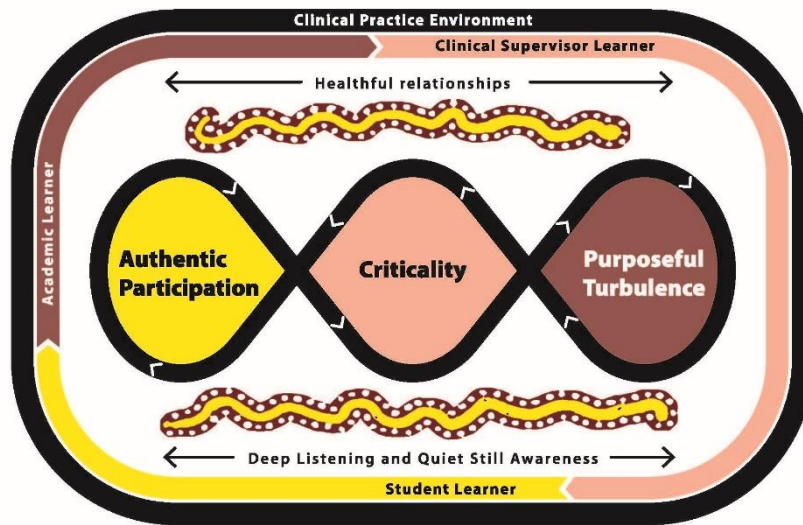 Clinical Practice Environment
Clinical Supervisor Learner
Healthful relationships
Academic Learner
Authentic
Participation
Criticality
Purposeful
Turbulence
Deep Listening and Quiet Still Awareness
Student Learner